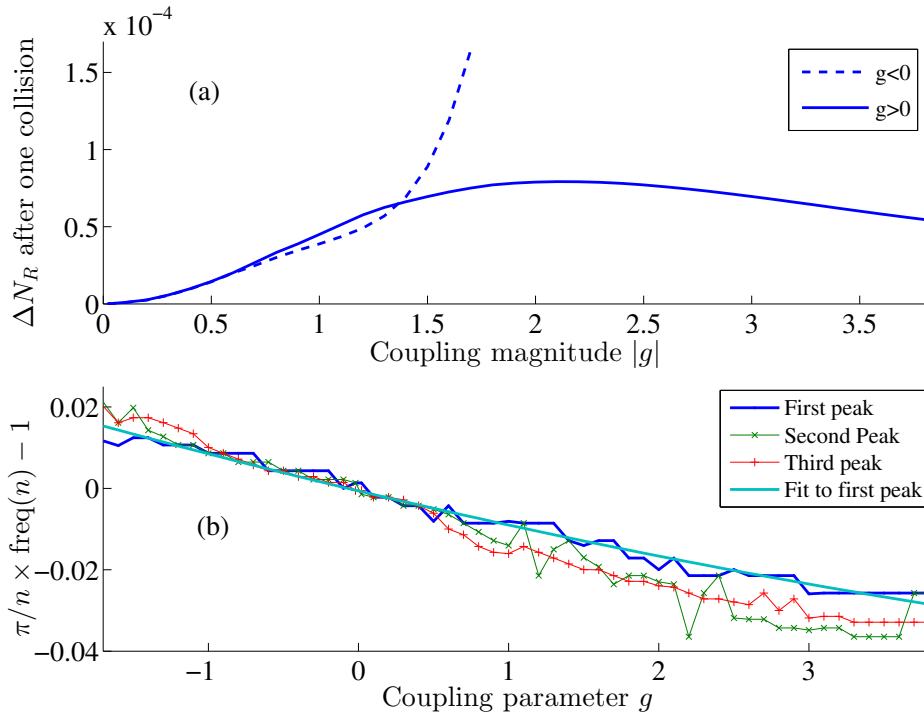 x 10^-4
ΔN_R after one collision
1.5
1
0.5
0
(a)
g<0
g>0
0 0.5 1 1.5 2 2.5 3 3.5
Coupling magnitude |g|
π/n × freq(n) − 1
0.02
0
−0.02
−0.04
(b)
First peak
Second Peak
Third peak
Fit to first peak
−1 0 1 2 3
Coupling parameter g